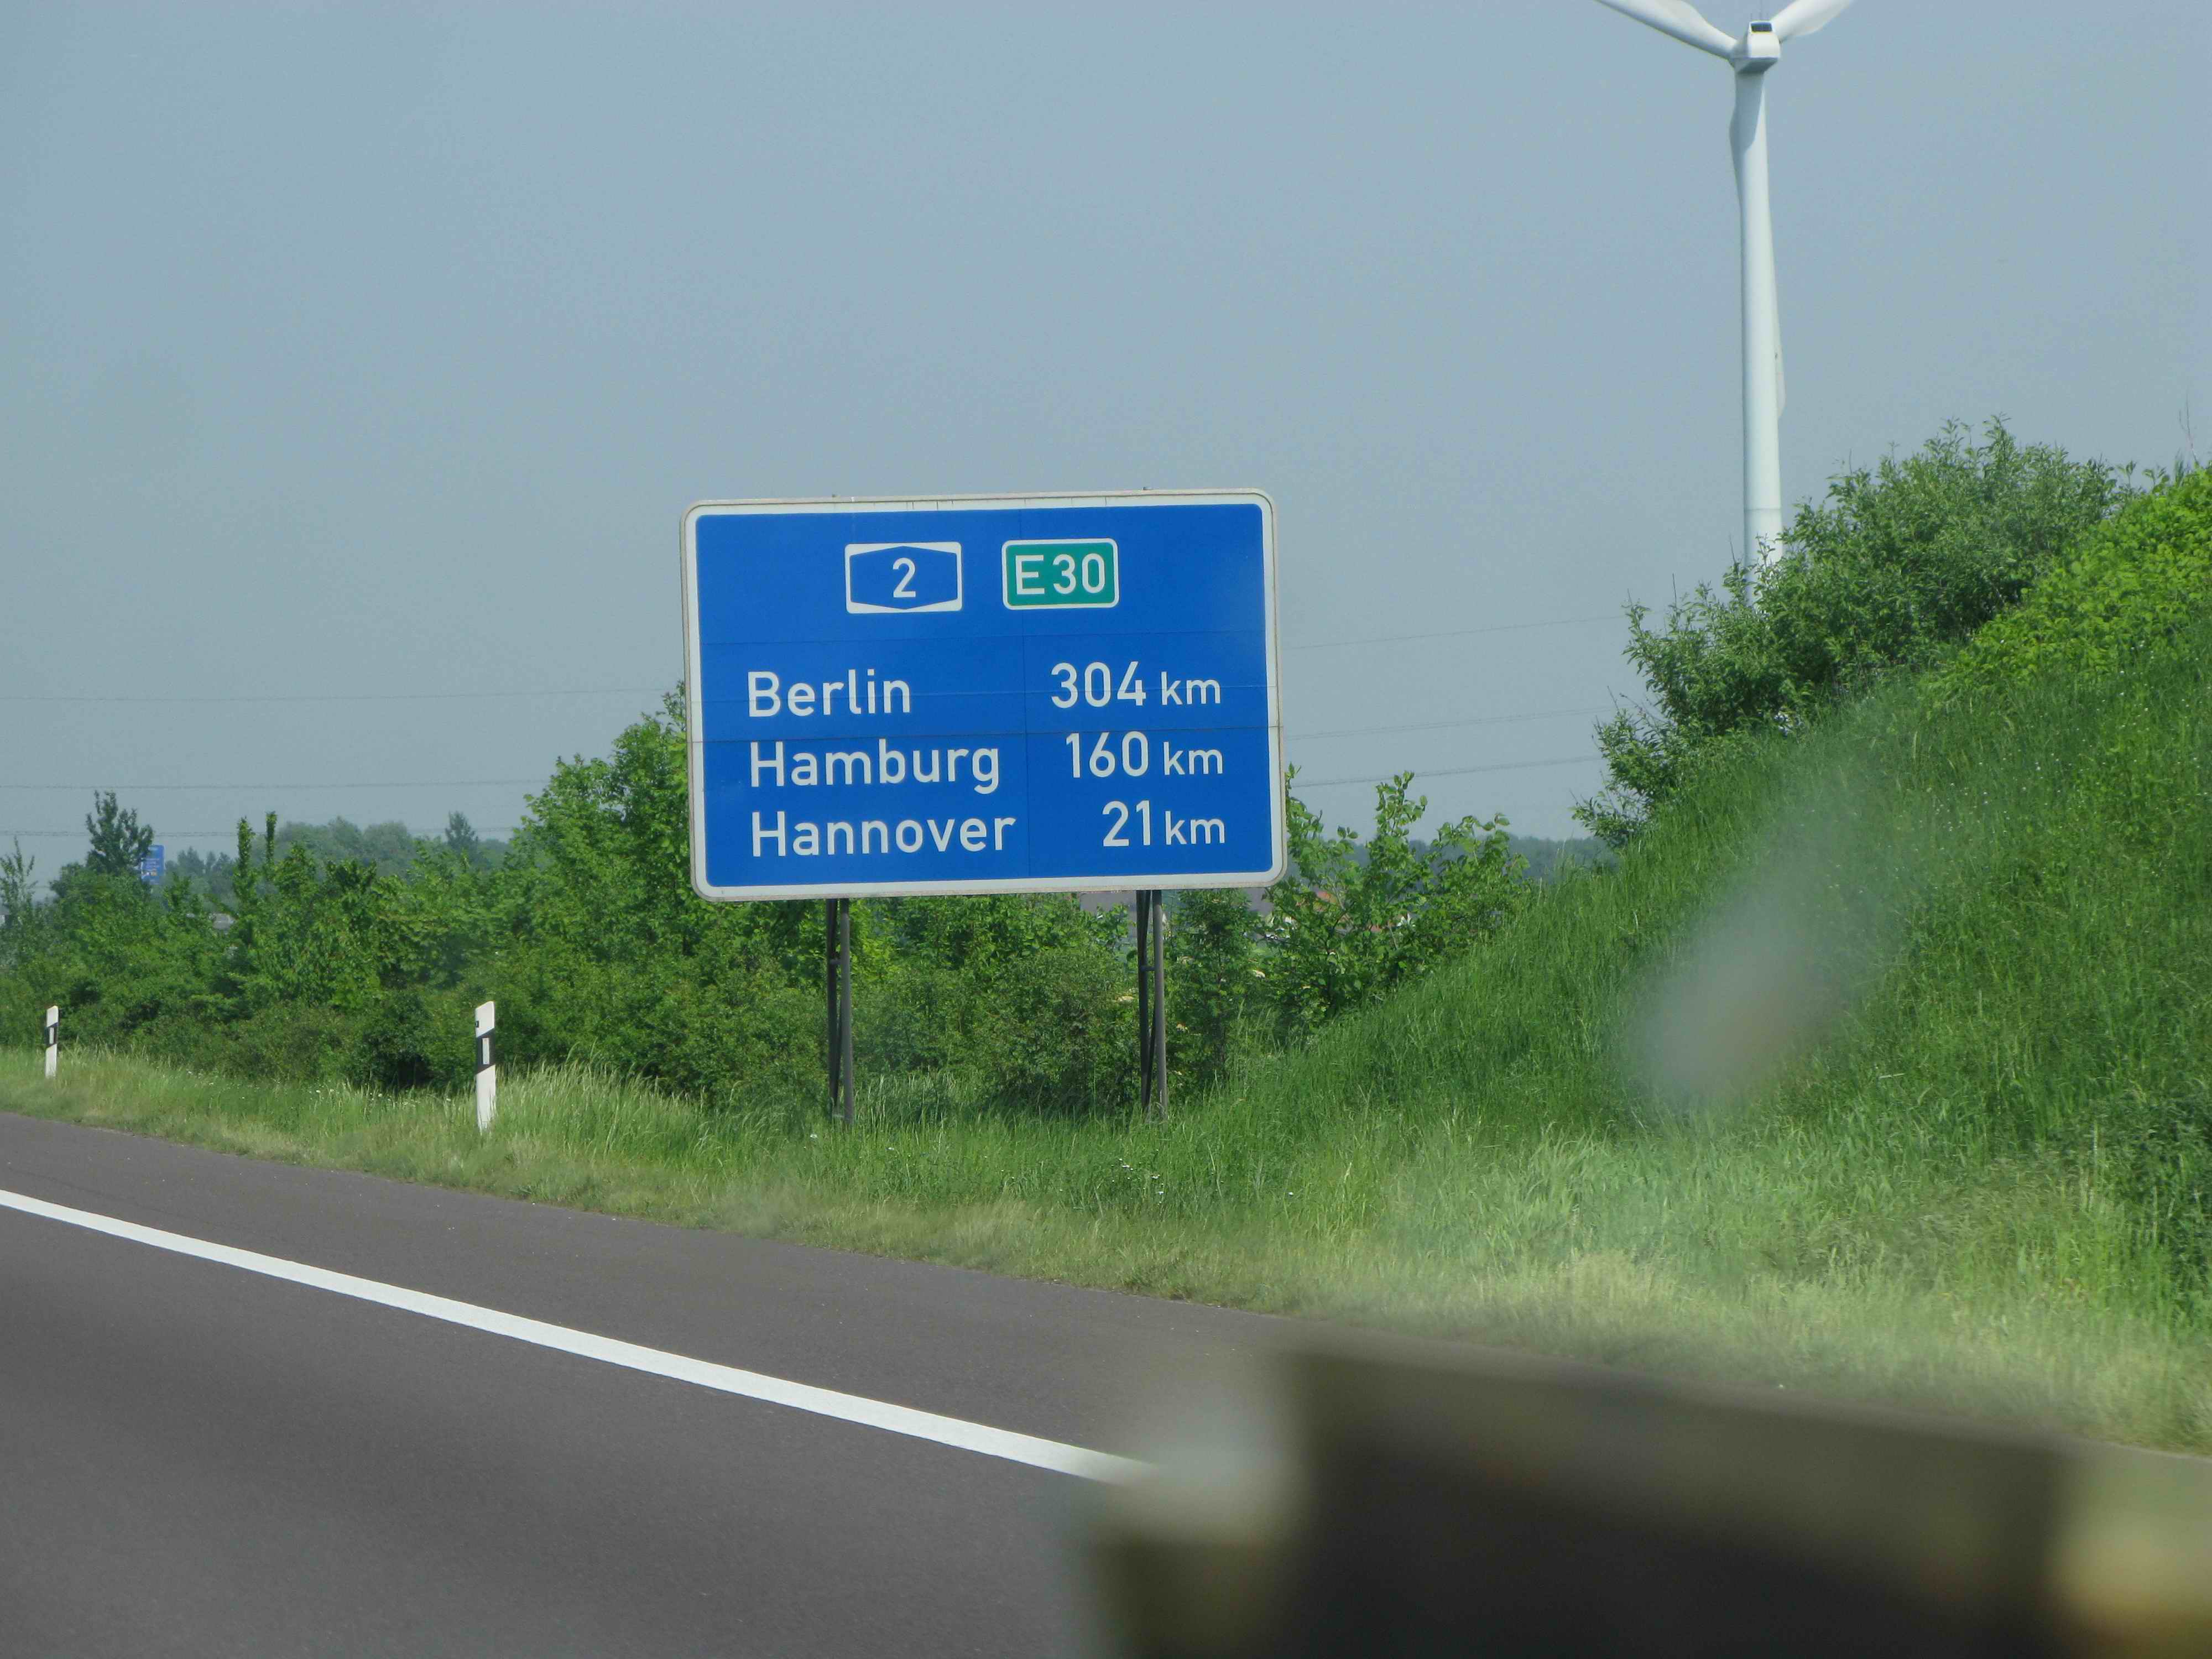 2 E30
Berlin 304 km
Hamburg 160 km
Hannover 21 km